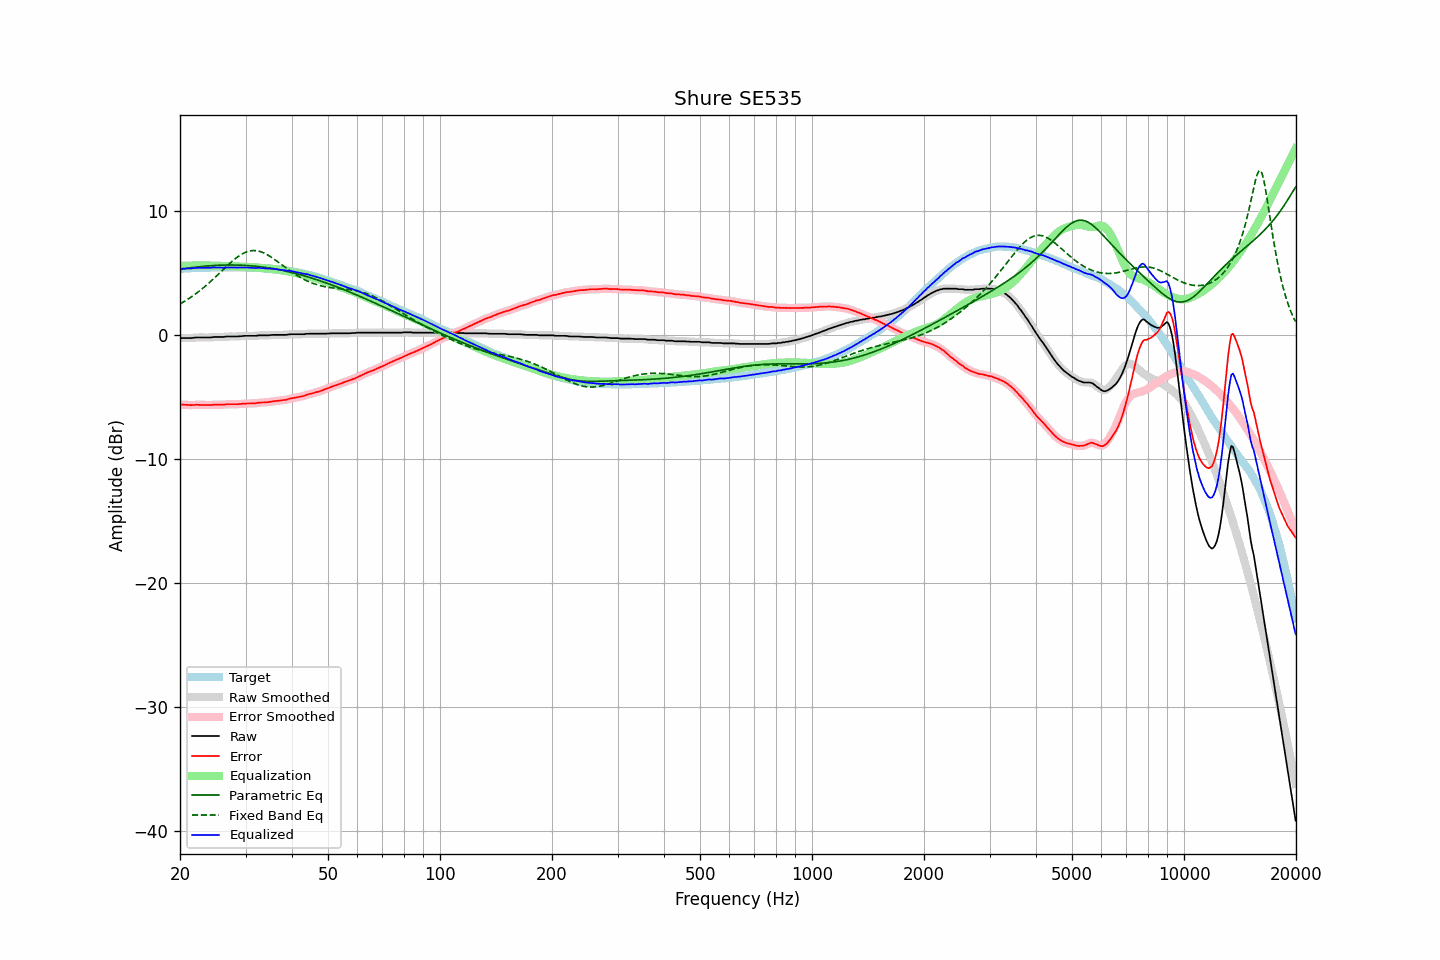 Shure SE535
Amplitude (dBr)
10
0
−10
−20
−30
−40
Target
Raw Smoothed
Error Smoothed
Raw
Error
Equalization
Parametric Eq
Fixed Band Eq
Equalized
20 50 100 200 500 1000 2000 5000 10000 20000
Frequency (Hz)